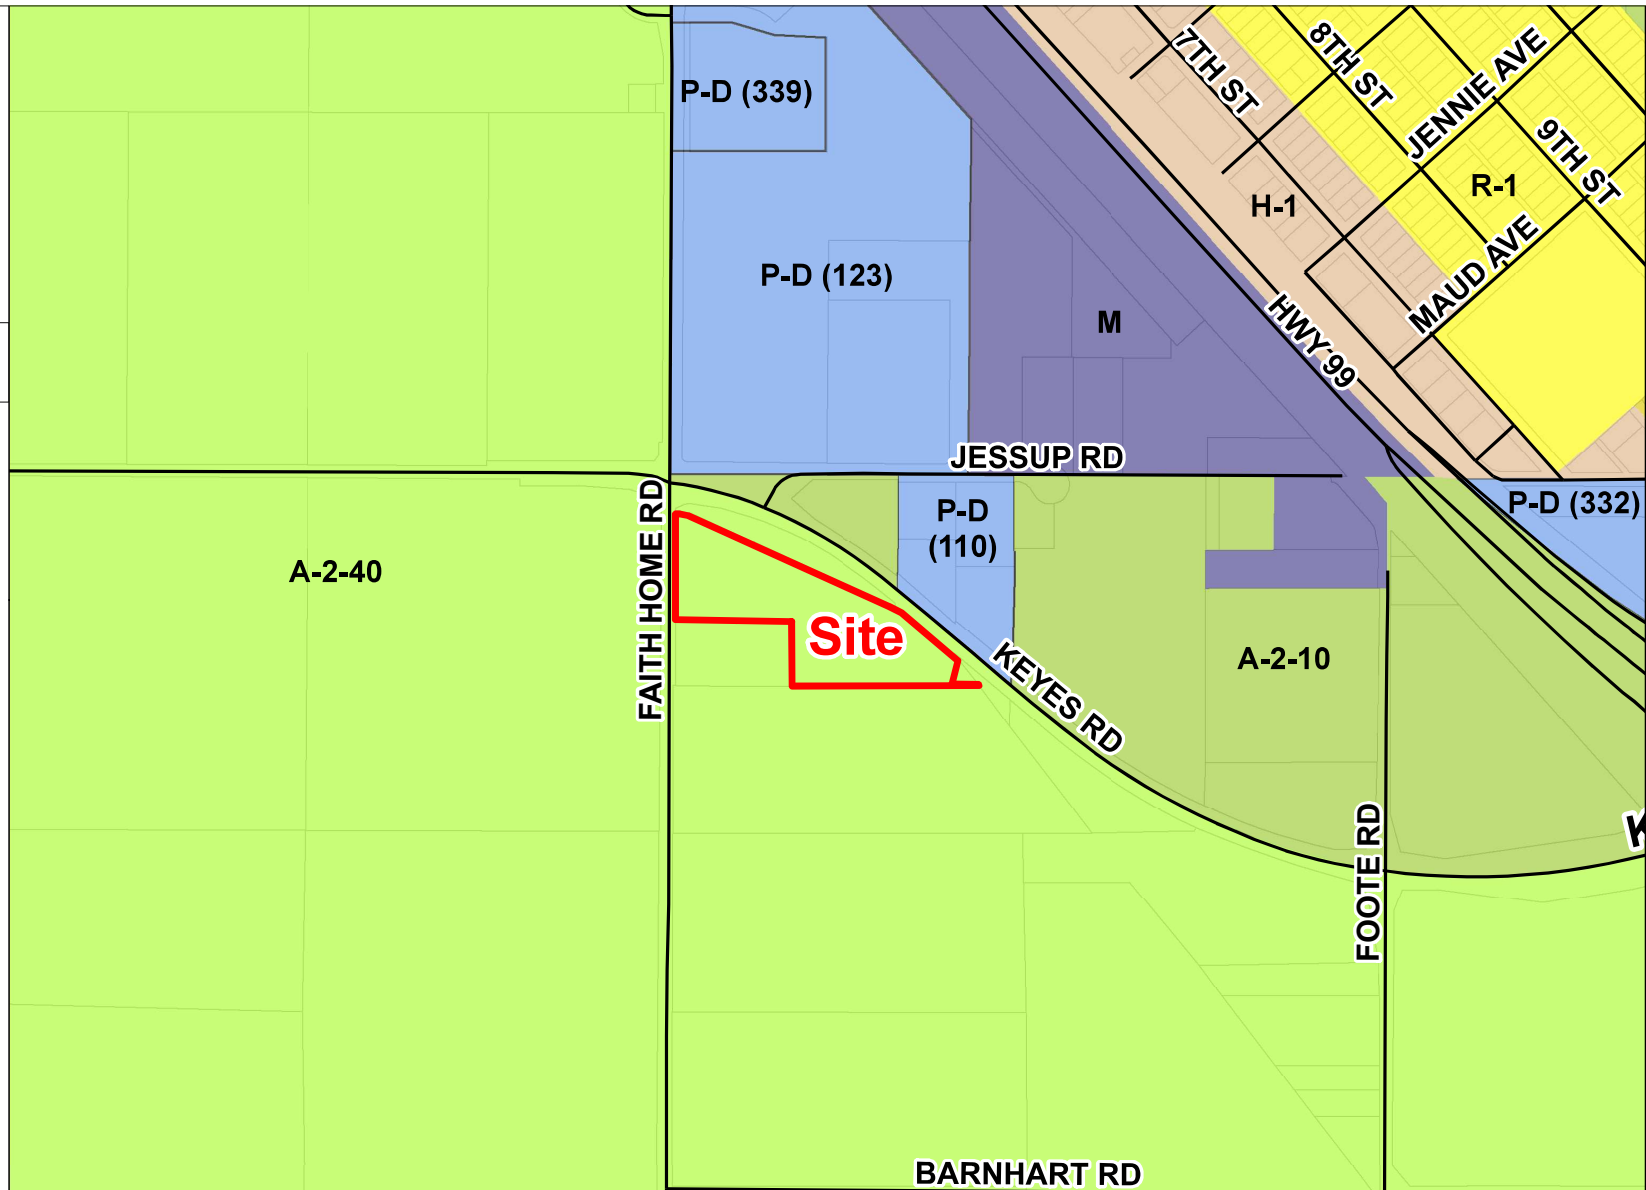 7TH ST
8TH ST
JENNIE AVE
P-D (339)
9TH ST
R-1
H-1
MAUD AVE
P-D (123)
M
HWY 99
JESSUP RD
P-D (332)
P-D
(110)
FAITH HOME RD
A-2-40
Site
KEYES RD
A-2-10
K
FOOTE RD
BARNHART RD